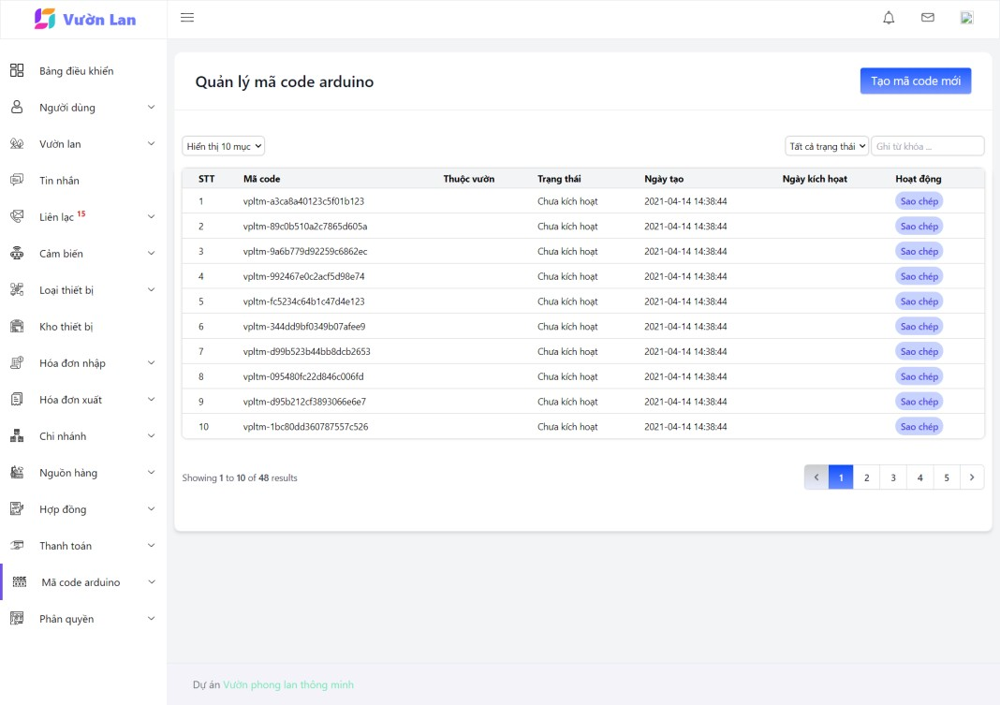 Vườn Lan
Bảng điều khiển
Người dùng
Vườn lan
Tin nhắn
Liên lạc 15
Cảm biến
Loại thiết bị
Kho thiết bị
Hóa đơn nhập
Hóa đơn xuất
Chi nhánh
Nguồn hàng
Hợp đồng
Thanh toán
CODE Mã code arduino
Phân quyền
Quản lý mã code arduino
Tạo mã code mới
Hiển thị 10 mục
Tất cả trạng thái
Ghi từ khóa ...
STT Mã code Thuộc vườn Trạng thái Ngày tạo Ngày kích hoạt Hoạt động
1 vpltm-a3ca8a40123c5f01b123 Chưa kích hoạt 2021-04-14 14:38:44 Sao chép
2 vpltm-89c0b510a2c7865d605a Chưa kích hoạt 2021-04-14 14:38:44 Sao chép
3 vpltm-9a6b779d92259c6862ec Chưa kích hoạt 2021-04-14 14:38:44 Sao chép
4 vpltm-992467e0c2acf5d98e74 Chưa kích hoạt 2021-04-14 14:38:44 Sao chép
5 vpltm-fc5234c64b1c47d4e123 Chưa kích hoạt 2021-04-14 14:38:44 Sao chép
6 vpltm-344dd9bf0349b07afee9 Chưa kích hoạt 2021-04-14 14:38:44 Sao chép
7 vpltm-d99b523b44bb8dcb2653 Chưa kích hoạt 2021-04-14 14:38:44 Sao chép
8 vpltm-095480fc22d846c006fd Chưa kích hoạt 2021-04-14 14:38:44 Sao chép
9 vpltm-d95b212cf3893066e6e7 Chưa kích hoạt 2021-04-14 14:38:44 Sao chép
10 vpltm-1bc80dd360787557c526 Chưa kích hoạt 2021-04-14 14:38:44 Sao chép
Showing 1 to 10 of 48 results
1 2 3 4 5
Dự án Vườn phong lan thông minh